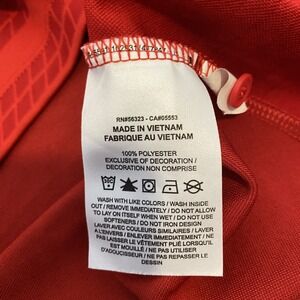 RN#56323 - CA#05553
MADE IN VIETNAM
FABRIQUE AU VIETNAM
100% POLYESTER
EXCLUSIVE OF DECORATION /
DECORATION NON COMPRISE
WASH WITH LIKE COLORS / WASH INSIDE
OUT / REMOVE IMMEDIATELY / DO NOT ALLOW
TO LAY ON ITSELF WHEN WET / DO NOT USE
SOFTENERS / DO NOT IRON DESIGN
LAVER AVEC COULEURS SIMILAIRES / LAVER
A L'ENVERS / ENLEVER IMMEDIATEMENT / NE
PAS LAISSER LE VÊTEMENT PLIÉ LORSQU'IL
EST MOUILLÉ / NE PAS UTILISER
D'ADOUCISSEUR / NE PAS REPASSER LE
DESSIN